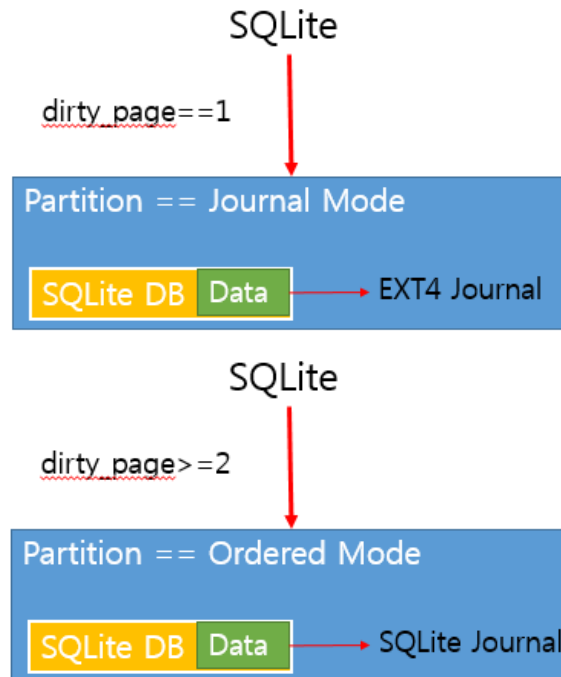 SQLite
dirty_page==1
Partition == Journal Mode
SQLite DB Data EXT4 Journal
SQLite
dirty_page>=2
Partition == Ordered Mode
SQLite DB Data SQLite Journal